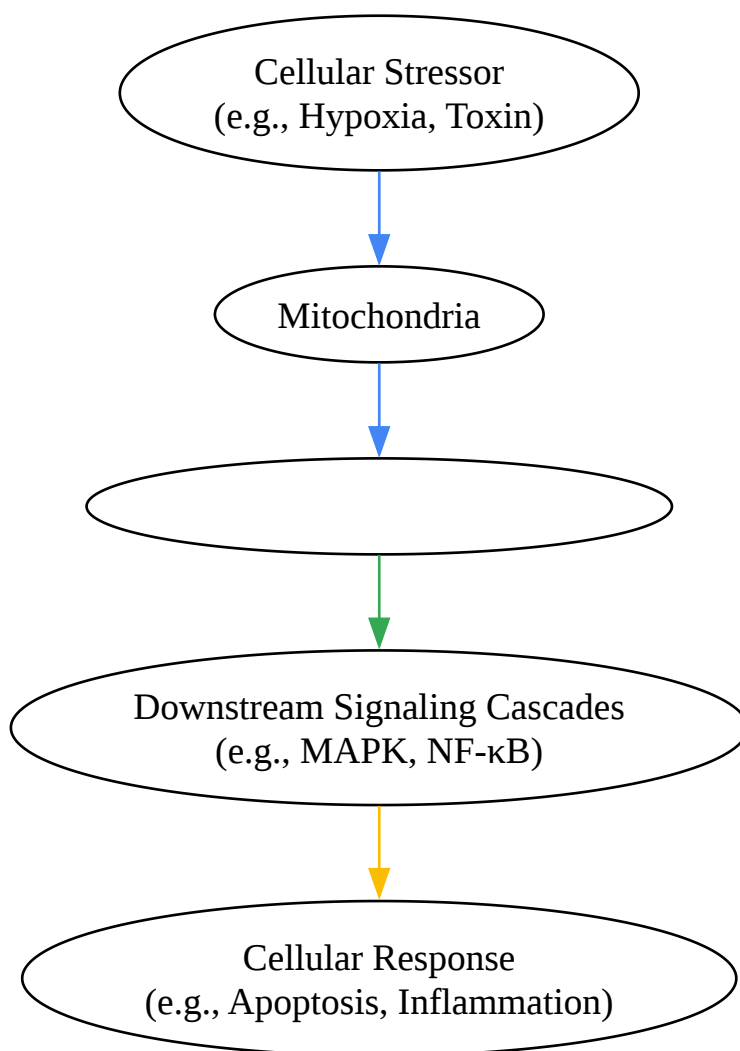 Cellular Stressor
(e.g., Hypoxia, Toxin)
Mitochondria
Downstream Signaling Cascades
(e.g., MAPK, NF-κB)
Cellular Response
(e.g., Apoptosis, Inflammation)